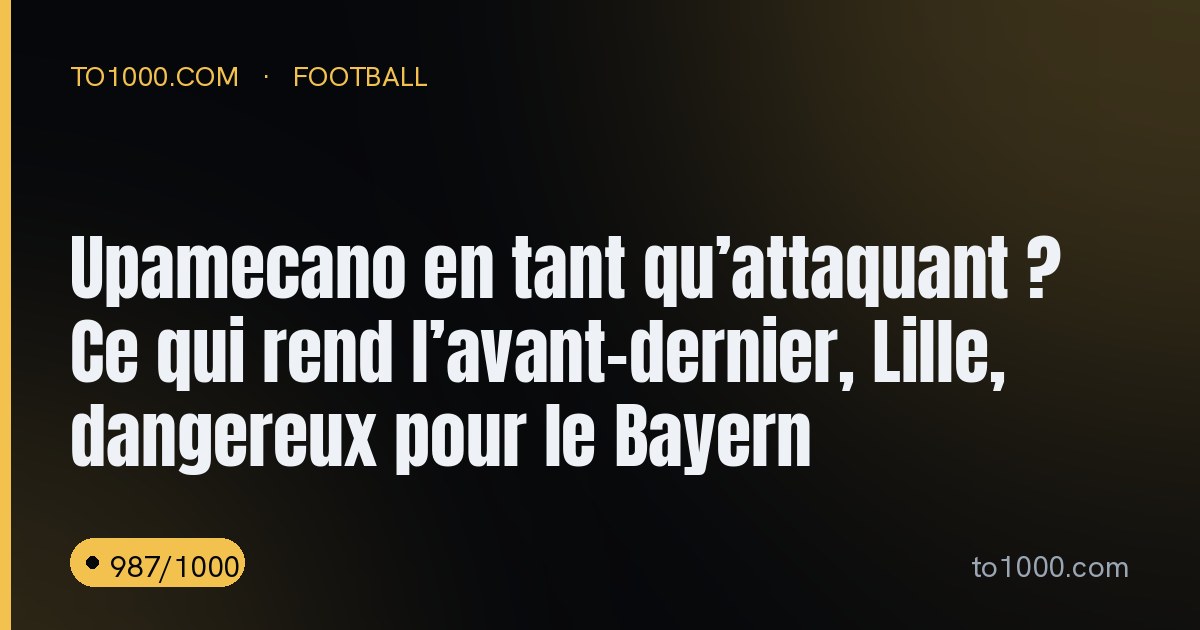 TO1000.COM · FOOTBALL
Upamecano en tant qu’attaquant ?
Ce qui rend l’avant-dernier, Lille,
dangereux pour le Bayern
987/1000
to1000.com